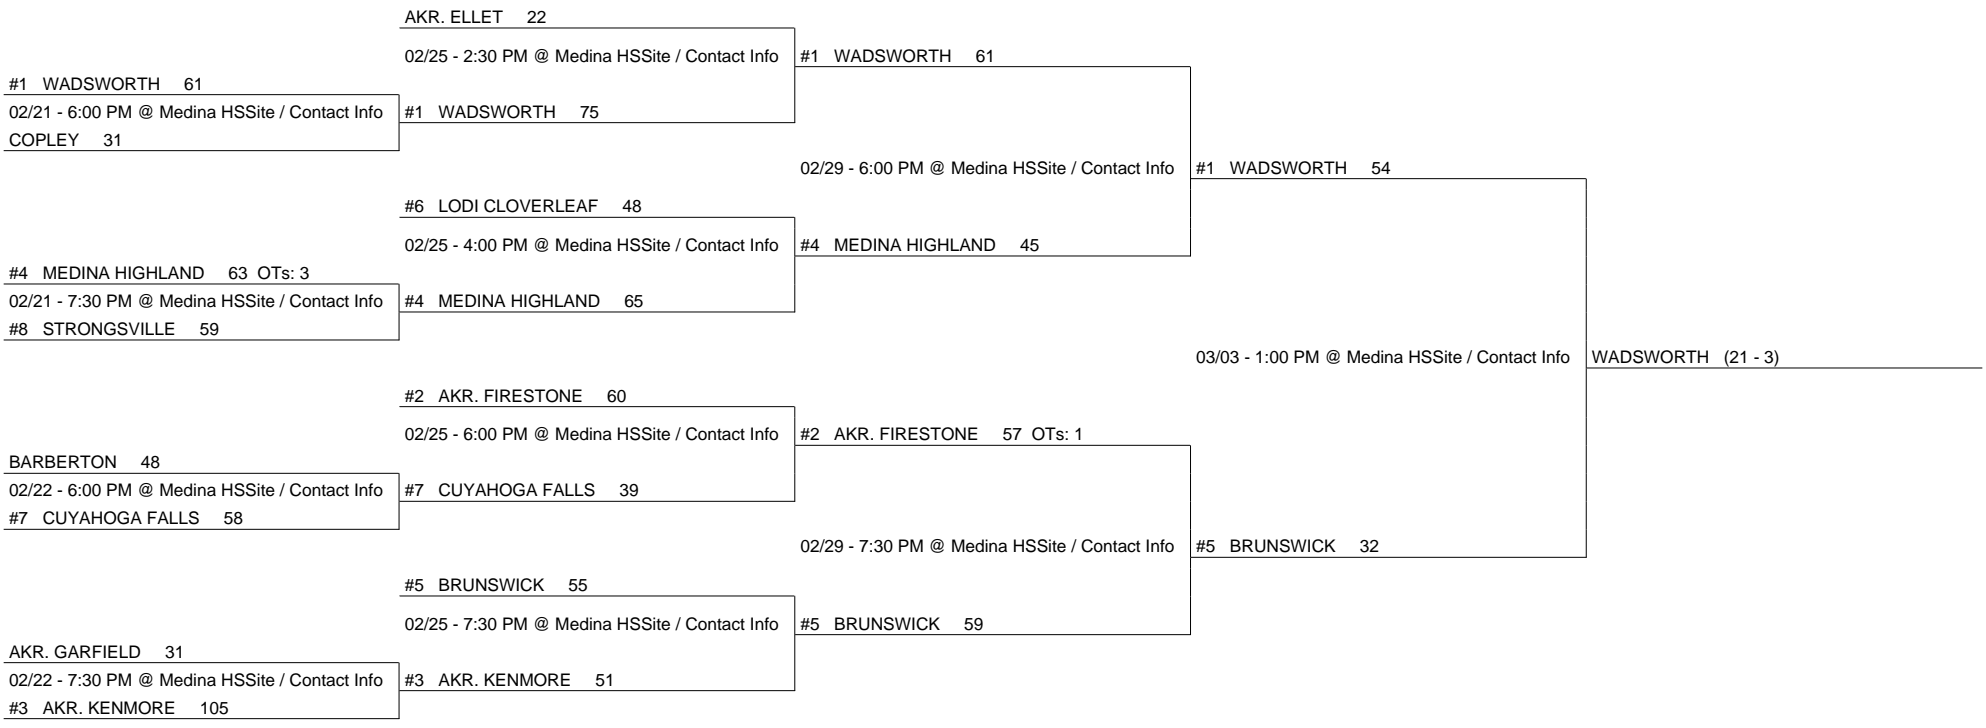 AKR. ELLET 22
02/25 - 2:30 PM @ Medina HSSite / Contact Info
#1 WADSWORTH 61
#1 WADSWORTH 61
02/21 - 6:00 PM @ Medina HSSite / Contact Info
#1 WADSWORTH 75
COPLEY 31
02/29 - 6:00 PM @ Medina HSSite / Contact Info
#1 WADSWORTH 54
#6 LODI CLOVERLEAF 48
02/25 - 4:00 PM @ Medina HSSite / Contact Info
#4 MEDINA HIGHLAND 45
#4 MEDINA HIGHLAND 63 OTs: 3
02/21 - 7:30 PM @ Medina HSSite / Contact Info
#4 MEDINA HIGHLAND 65
#8 STRONGSVILLE 59
03/03 - 1:00 PM @ Medina HSSite / Contact Info
WADSWORTH (21 - 3)
#2 AKR. FIRESTONE 60
02/25 - 6:00 PM @ Medina HSSite / Contact Info
#2 AKR. FIRESTONE 57 OTs: 1
BARBERTON 48
02/22 - 6:00 PM @ Medina HSSite / Contact Info
#7 CUYAHOGA FALLS 39
#7 CUYAHOGA FALLS 58
02/29 - 7:30 PM @ Medina HSSite / Contact Info
#5 BRUNSWICK 32
#5 BRUNSWICK 55
02/25 - 7:30 PM @ Medina HSSite / Contact Info
#5 BRUNSWICK 59
AKR. GARFIELD 31
02/22 - 7:30 PM @ Medina HSSite / Contact Info
#3 AKR. KENMORE 51
#3 AKR. KENMORE 105